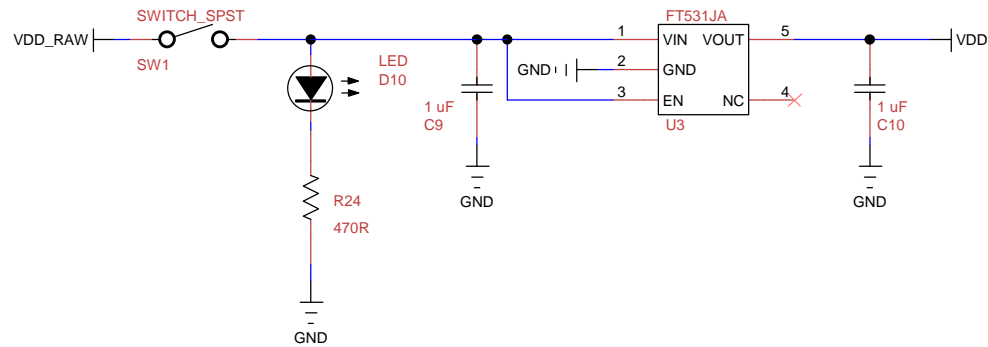 SWITCH_SPST
VDD_RAW
SW1
LED
D10
R24
470R
GND
1 uF
C9
GND
FT531JA
1
VIN
VOUT
5
GND
2
GND
3
EN
NC
4
U3
1 uF
C10
GND
VDD